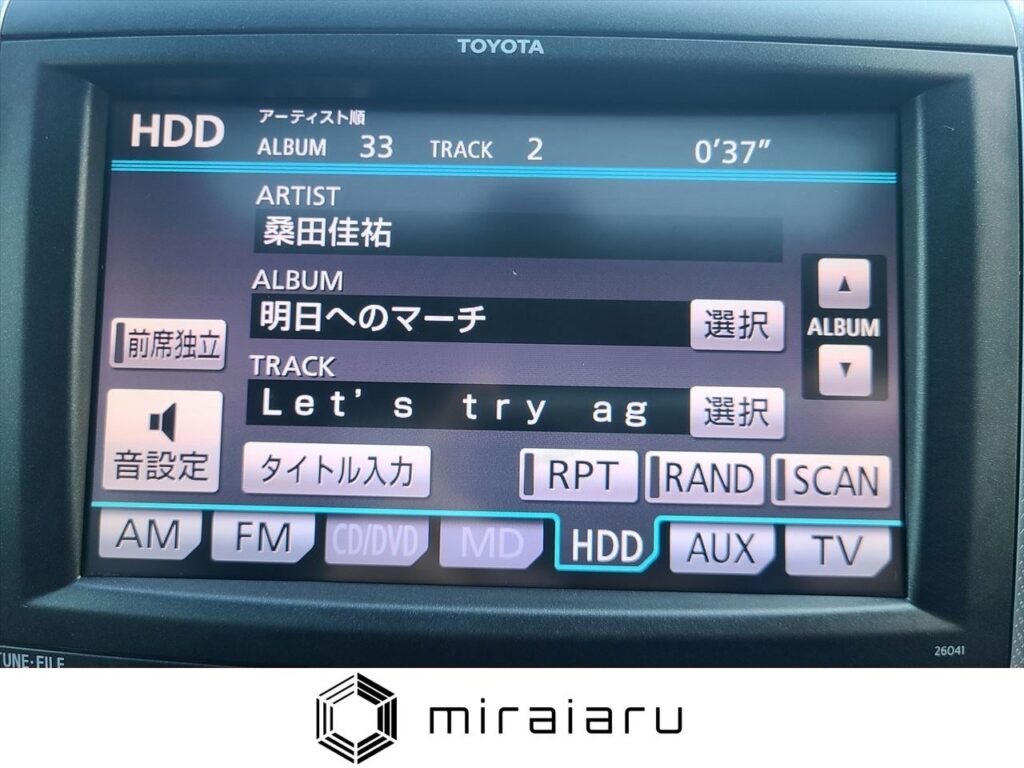 TOYOTA
HDD
アーティスト順
ALBUM 33 TRACK 2 0'37"
ARTIST
桑田佳祐
ALBUM
明日へのマーチ
選択
▲
ALBUM
▼
前席独立
TRACK
Let's try ag
選択
音設定
タイトル入力
RPT
RAND
SCAN
AM
FM
CD/DVD
MD
HDD
AUX
TV
26041
TUNE・FILE
miraiaru